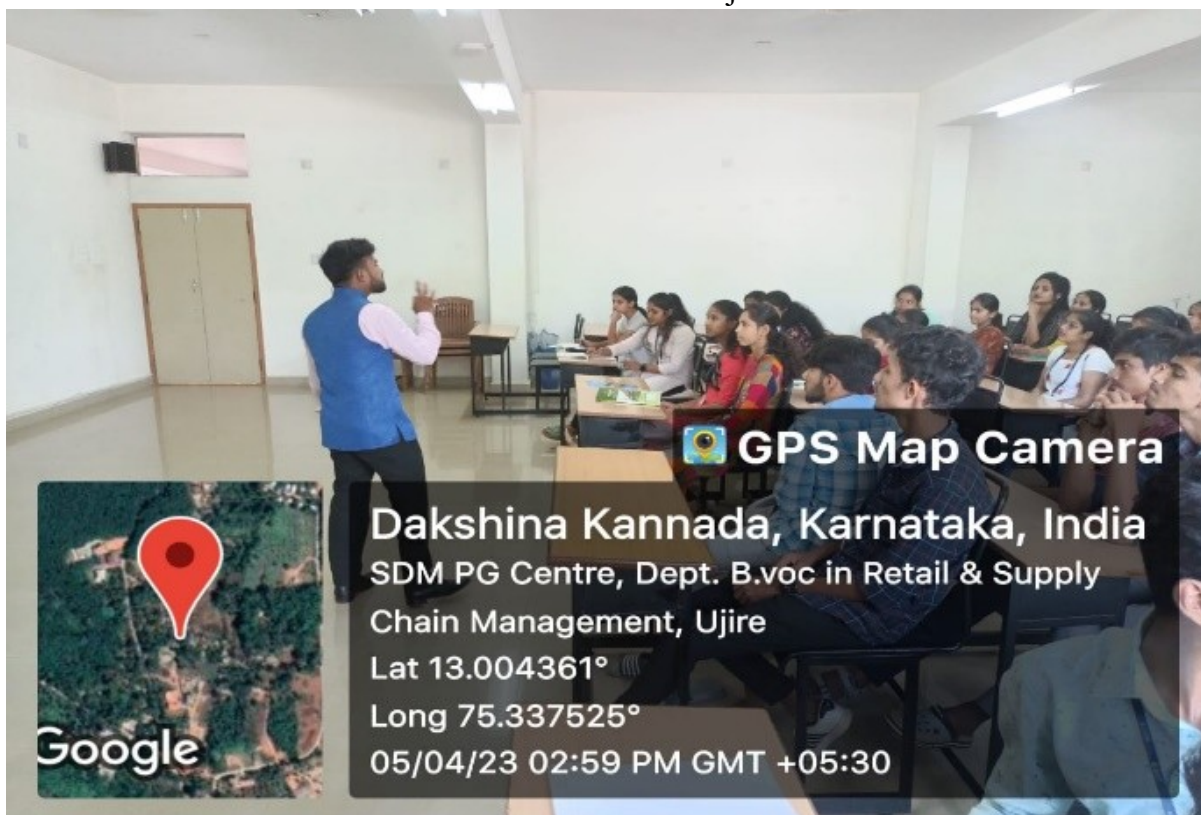 GPS Map Camera
Dakshina Kannada, Karnataka, India
SDM PG Centre, Dept. B.voc in Retail & Supply
Chain Management, Ujire
Lat 13.004361°
Long 75.337525°
05/04/23 02:59 PM GMT +05:30
Google